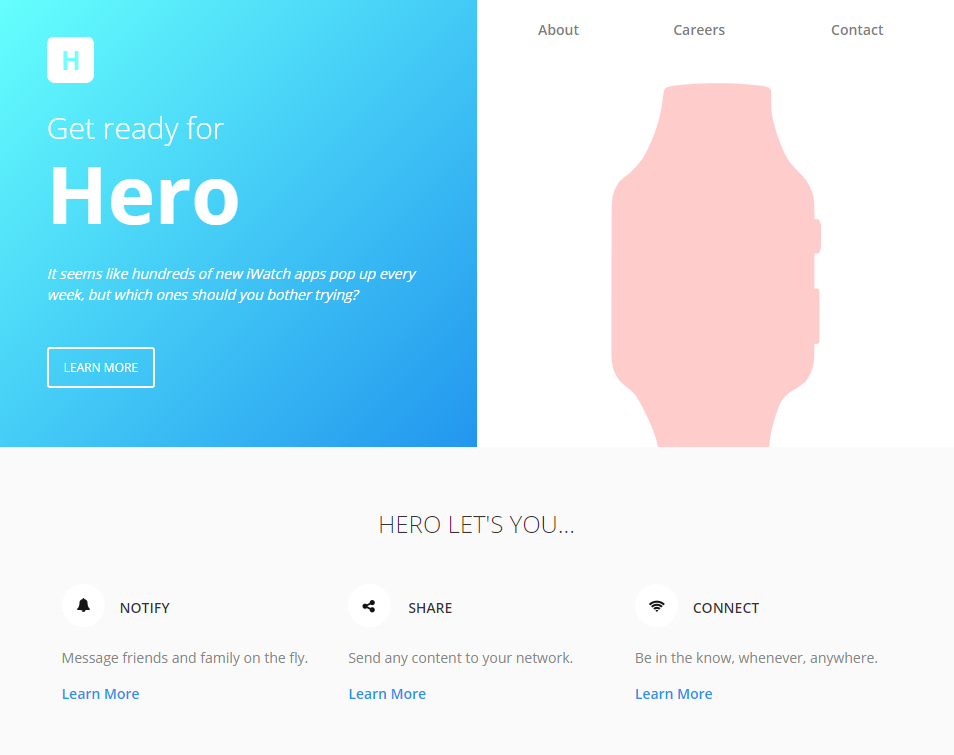 H
About
Careers
Contact
Get ready for
Hero
It seems like hundreds of new iWatch apps pop up every
week, but which ones should you bother trying?
LEARN MORE
HERO LET'S YOU...
NOTIFY
Message friends and family on the fly.
Learn More
SHARE
Send any content to your network.
Learn More
CONNECT
Be in the know, whenever, anywhere.
Learn More